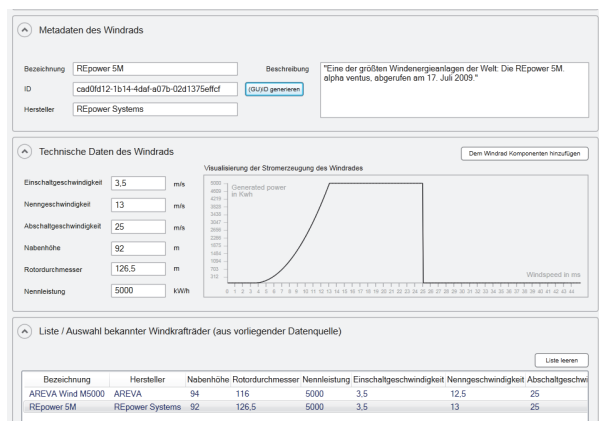 Metadaten des Windrads
Bezeichnung REpower 5M Beschreibung "Eine der größten Windenergieanlagen der Welt: Die REpower 5M. alpha ventus, abgerufen am 17. Juli 2009."
ID cad0fd12-1b14-4daf-a07b-02d1375effcf (GU)ID generieren
Hersteller REpower Systems
Technische Daten des Windrads Dem Windrad Komponenten hinzufügen
Visualisierung der Stromerzeugung des Windrades
Einschaltgeschwindigkeit 3,5 m/s
Nenngeschwindigkeit 13 m/s
Abschaltgeschwindigkeit 25 m/s
Nabenhöhe 92 m
Rotordurchmesser 126,5 m
Nennleistung 5000 kW/h
Generated power
in Kwh
Windspeed in ms
0 1 2 3 4 5 6 7 8 9 10 11 12 13 14 15 16 17 18 19 20 21 22 23 24 25 26 27 28 29 30 31 32 33 34 35 36 37 38 39 40 41 42 43 44
Liste / Auswahl bekannter Windkrafträder (aus vorliegender Datenquelle)
Liste leeren
Bezeichnung Hersteller Nabenhöhe Rotordurchmesser Nennleistung Einschaltgeschwindigkeit Nenngeschwindigkeit Abschaltgeschwi
AREVA Wind M5000 AREVA 94 116 5000 3,5 12,5 25
REpower 5M REpower Systems 92 126,5 5000 3,5 13 25